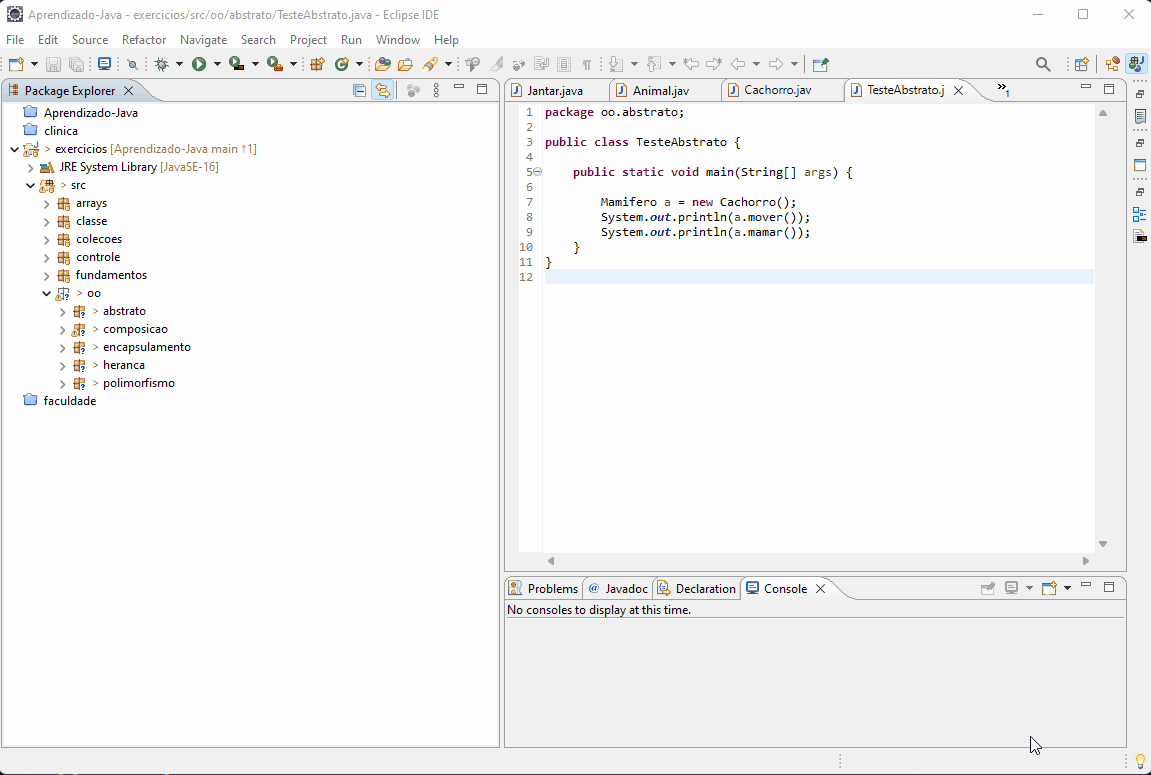 Aprendizado-Java - exercicios/src/oo/abstrato/TesteAbstrato.java - Eclipse IDE
File Edit Source Refactor Navigate Search Project Run Window Help
Package Explorer
Aprendizado-Java
clinica
> exercicios [Aprendizado-Java main ↑1]
JRE System Library [JavaSE-16]
> src
arrays
classe
colecoes
controle
fundamentos
> oo
> abstrato
> composicao
> encapsulamento
> heranca
> polimorfismo
faculdade
Jantar.java Animal.jav Cachorro.jav TesteAbstrato.j »1
1 package oo.abstrato;
2
3 public class TesteAbstrato {
4
5 public static void main(String[] args) {
6
7 Mamifero a = new Cachorro();
8 System.out.println(a.mover());
9 System.out.println(a.mamar());
10 }
11 }
12
Problems @ Javadoc Declaration Console
No consoles to display at this time.